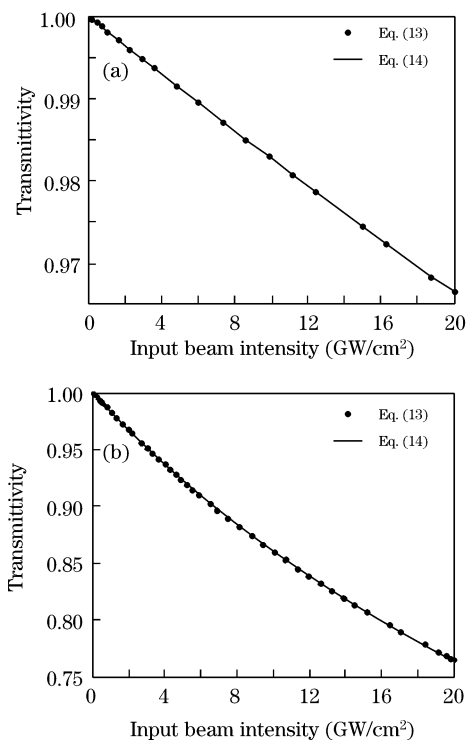 1.00
Eq. (13)
Eq. (14)
(a)
0.99
0.98
0.97
Transmittivity
0 4 8 12 16 20
Input beam intensity (GW/cm²)
1.00
Eq. (13)
Eq. (14)
(b)
0.95
0.90
0.85
0.80
0.75
Transmittivity
0 4 8 12 16 20
Input beam intensity (GW/cm²)